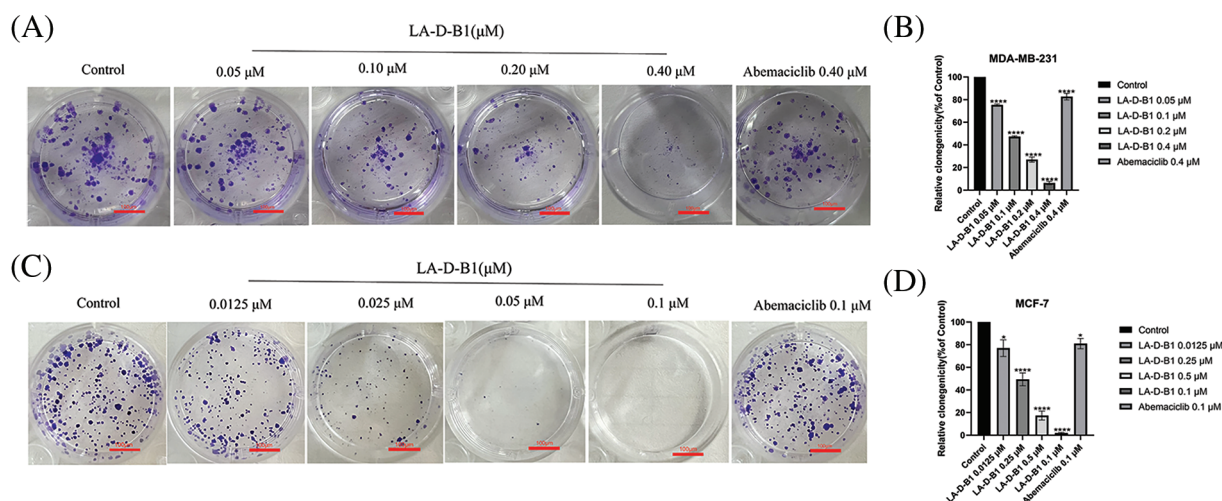 (A)
LA-D-B1(μM)
Control
0.05 μM
0.10 μM
0.20 μM
0.40 μM
Abemaciclib 0.40 μM
(B)
MDA-MB-231
Relative clonegenicity(% of Control)
100
80
60
40
20
0
****
****
****
****
****
Control
LA-D-B1 0.05 μM
LA-D-B1 0.1 μM
LA-D-B1 0.2 μM
LA-D-B1 0.4 μM
Abemaciclib 0.4 μM
Control
LA-D-B1 0.05 μM
LA-D-B1 0.1 μM
LA-D-B1 0.2 μM
LA-D-B1 0.4 μM
Abemaciclib 0.4 μM
(C)
LA-D-B1(μM)
Control
0.0125 μM
0.025 μM
0.05 μM
0.1 μM
Abemaciclib 0.1 μM
100μm
100μm
100μm
(D)
MCF-7
Relative clonegenicity(% of Control)
100
80
60
40
20
0
*
****
****
****
*
Control
LA-D-B1 0.0125 μM
LA-D-B1 0.25 μM
LA-D-B1 0.5 μM
LA-D-B1 0.1 μM
Abemaciclib 0.1 μM
Control
LA-D-B1 0.0125 μM
LA-D-B1 0.25 μM
LA-D-B1 0.5 μM
LA-D-B1 0.1 μM
Abemaciclib 0.1 μM